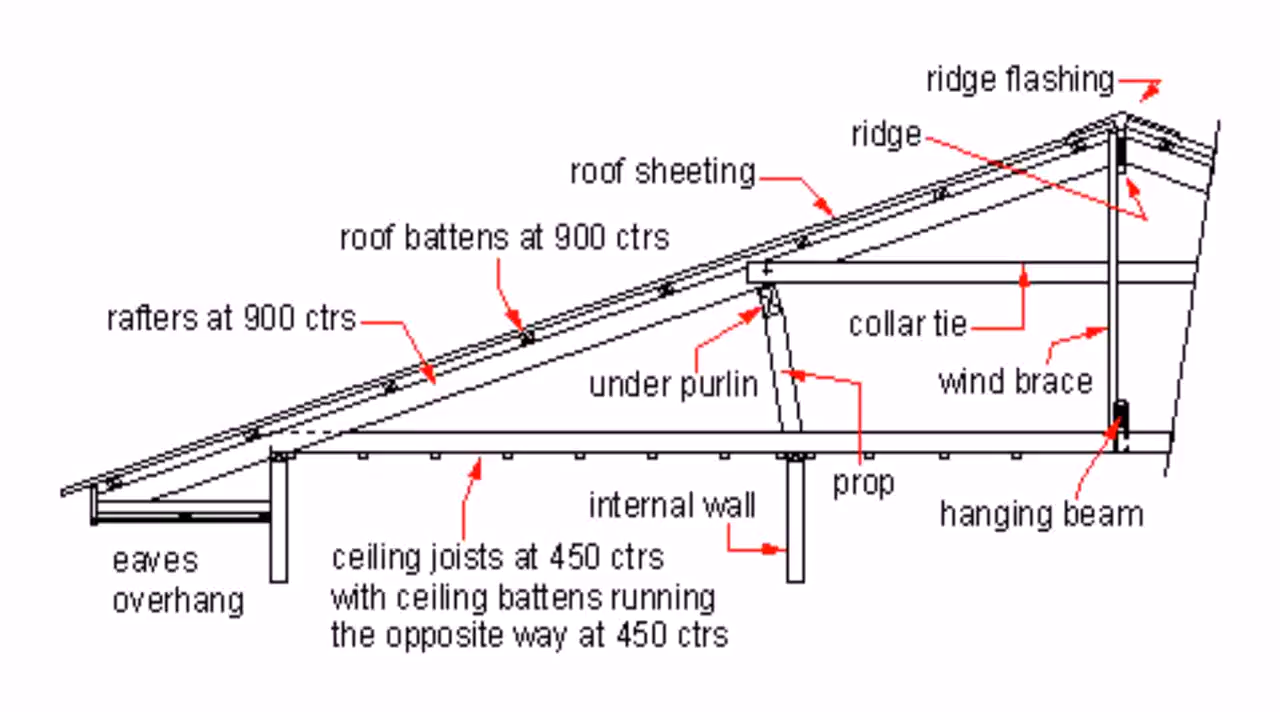 ridge flashing
ridge
roof sheeting
roof battens at 900 ctrs
rafters at 900 ctrs
collar tie
under purlin
wind brace
prop
internal wall
hanging beam
eaves
overhang
ceiling joists at 450 ctrs
with ceiling battens running
the opposite way at 450 ctrs